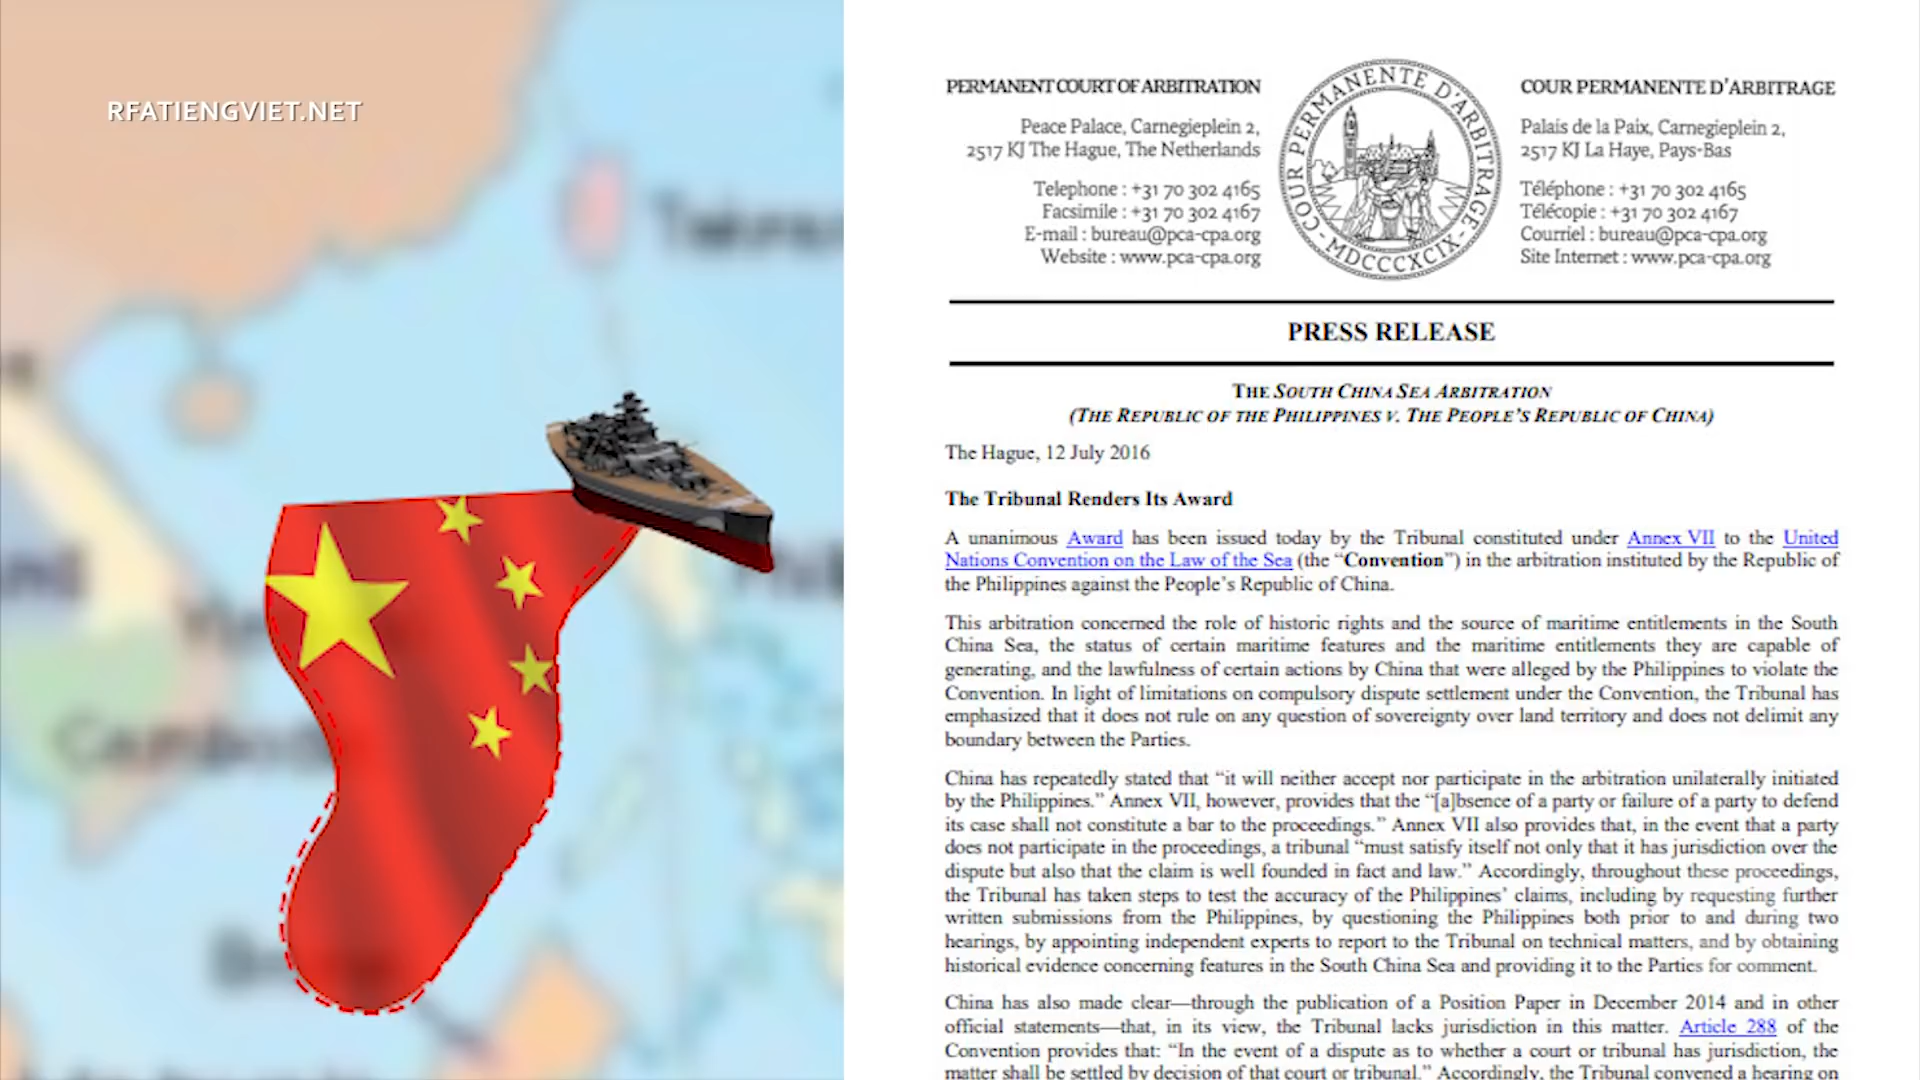 RFATIENGVIET.NET
PERMANENT COURT OF ARBITRATION
Peace Palace, Carnegieplein 2,
2517 KJ The Hague, The Netherlands
Telephone : +31 70 302 4165
Facsimile : +31 70 302 4167
E-mail : bureau@pca-cpa.org
Website : www.pca-cpa.org
COUR PERMANENTE D'ARBITRAGE
MDCCCXCIX
COUR PERMANENTE D'ARBITRAGE
Palais de la Paix, Carnegieplein 2,
2517 KJ La Haye, Pays-Bas
Téléphone : +31 70 302 4165
Télécopie : +31 70 302 4167
Courriel : bureau@pca-cpa.org
Site Internet : www.pca-cpa.org
PRESS RELEASE
THE SOUTH CHINA SEA ARBITRATION
(THE REPUBLIC OF THE PHILIPPINES V. THE PEOPLE'S REPUBLIC OF CHINA)
The Hague, 12 July 2016
The Tribunal Renders Its Award
A unanimous Award has been issued today by the Tribunal constituted under Annex VII to the United
Nations Convention on the Law of the Sea (the “Convention”) in the arbitration instituted by the Republic of
the Philippines against the People’s Republic of China.
This arbitration concerned the role of historic rights and the source of maritime entitlements in the South
China Sea, the status of certain maritime features and the maritime entitlements they are capable of
generating, and the lawfulness of certain actions by China that were alleged by the Philippines to violate the
Convention. In light of limitations on compulsory dispute settlement under the Convention, the Tribunal has
emphasized that it does not rule on any question of sovereignty over land territory and does not delimit any
boundary between the Parties.
China has repeatedly stated that “it will neither accept nor participate in the arbitration unilaterally initiated
by the Philippines.” Annex VII, however, provides that the “[a]bsence of a party or failure of a party to defend
its case shall not constitute a bar to the proceedings.” Annex VII also provides that, in the event that a party
does not participate in the proceedings, a tribunal “must satisfy itself not only that it has jurisdiction over the
dispute but also that the claim is well founded in fact and law.” Accordingly, throughout these proceedings,
the Tribunal has taken steps to test the accuracy of the Philippines’ claims, including by requesting further
written submissions from the Philippines, by questioning the Philippines both prior to and during two
hearings, by appointing independent experts to report to the Tribunal on technical matters, and by obtaining
historical evidence concerning features in the South China Sea and providing it to the Parties for comment.
China has also made clear—through the publication of a Position Paper in December 2014 and in other
official statements—that, in its view, the Tribunal lacks jurisdiction in this matter. Article 288 of the
Convention provides that: “In the event of a dispute as to whether a court or tribunal has jurisdiction, the
matter shall be settled by decision of that court or tribunal.” Accordingly, the Tribunal convened a hearing on